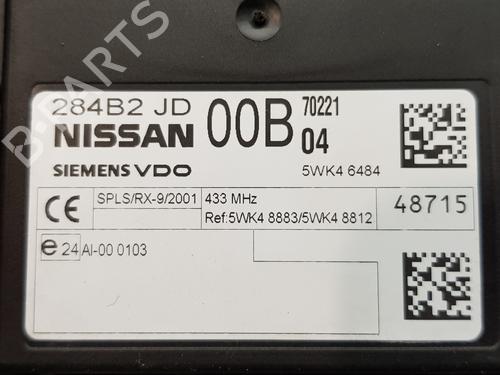 284B2 JD 00B 70221
NISSAN 04
SIEMENS VDO 5WK4 6484
CE SPLS/RX-9/2001 433 MHz 48715
Ref:5WK4 8883/5WK4 8812
e 24 AI-00 0103
B-PARTS